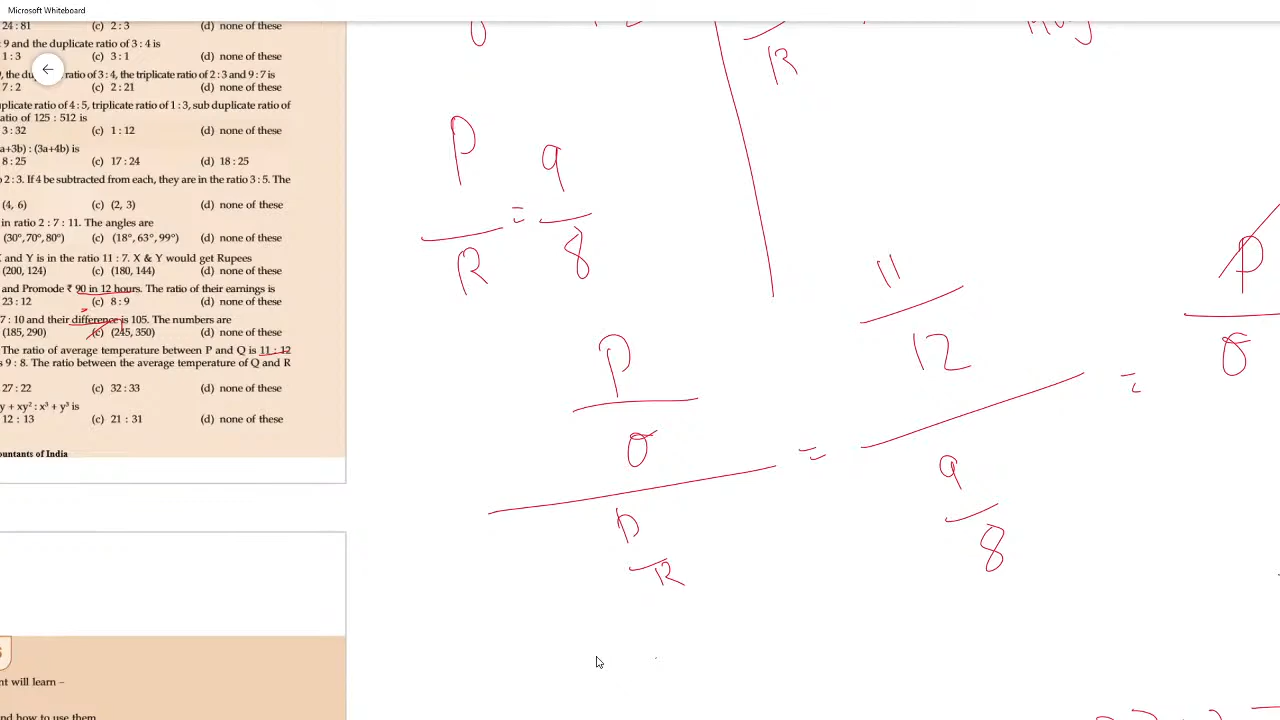 Microsoft Whiteboard
24 : 81 (c) 2 : 3 (d) none of these
: 9 and the duplicate ratio of 3 : 4 is
1 : 3 (c) 3 : 1 (d) none of these
ratio of 3 : 4, the triplicate ratio of 2 : 3 and 9 : 7 is
7 : 2 (c) 2 : 21 (d) none of these
plicate ratio of 4 : 5, triplicate ratio of 1 : 3, sub duplicate ratio of
atio of 125 : 512 is
3 : 32 (c) 1 : 12 (d) none of these
a+3b) : (3a+4b) is
8 : 25 (c) 17 : 24 (d) 18 : 25
o 2 : 3. If 4 be subtracted from each, they are in the ratio 3 : 5. The
(4, 6) (c) (2, 3) (d) none of these
in ratio 2 : 7 : 11. The angles are
(30°, 70°, 80°) (c) (18°, 63°, 99°) (d) none of these
X and Y is in the ratio 11 : 7. X & Y would get Rupees
(200, 124) (c) (180, 144) (d) none of these
and Promode ₹ 90 in 12 hours. The ratio of their earnings is
23 : 12 (c) 8 : 9 (d) none of these
7 : 10 and their difference is 105. The numbers are
(185, 290) (c) (245, 350) (d) none of these
The ratio of average temperature between P and Q is 11 : 12
s 9 : 8. The ratio between the average temperature of Q and R
27 : 22 (c) 32 : 33 (d) none of these
y + xy² : x³ + y³ is
12 : 13 (c) 21 : 31 (d) none of these
ountants of India
nt will learn –
and how to use them
R
P 9
=
R 8
P 11 P
Q 12 Q
= =
P 9
R 8